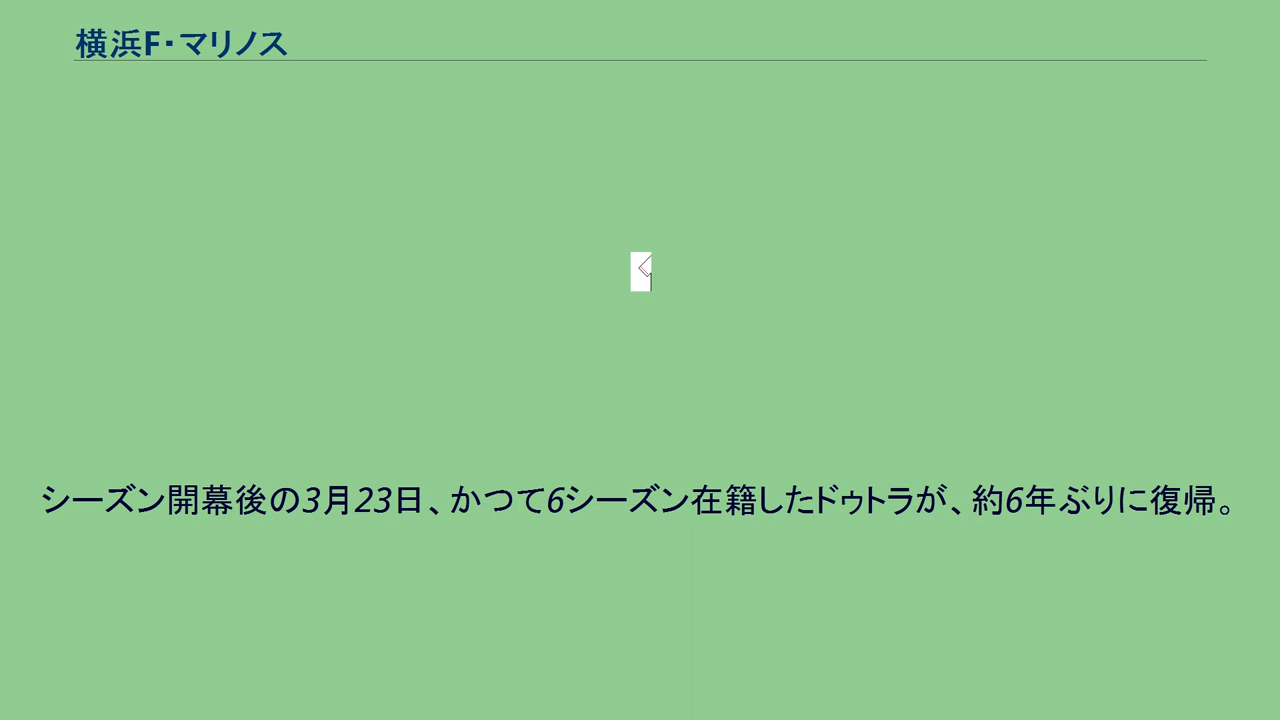 横浜F・マリノス
シーズン開幕後の3月23日、かつて6シーズン在籍したドゥトラが、約6年ぶりに復帰。